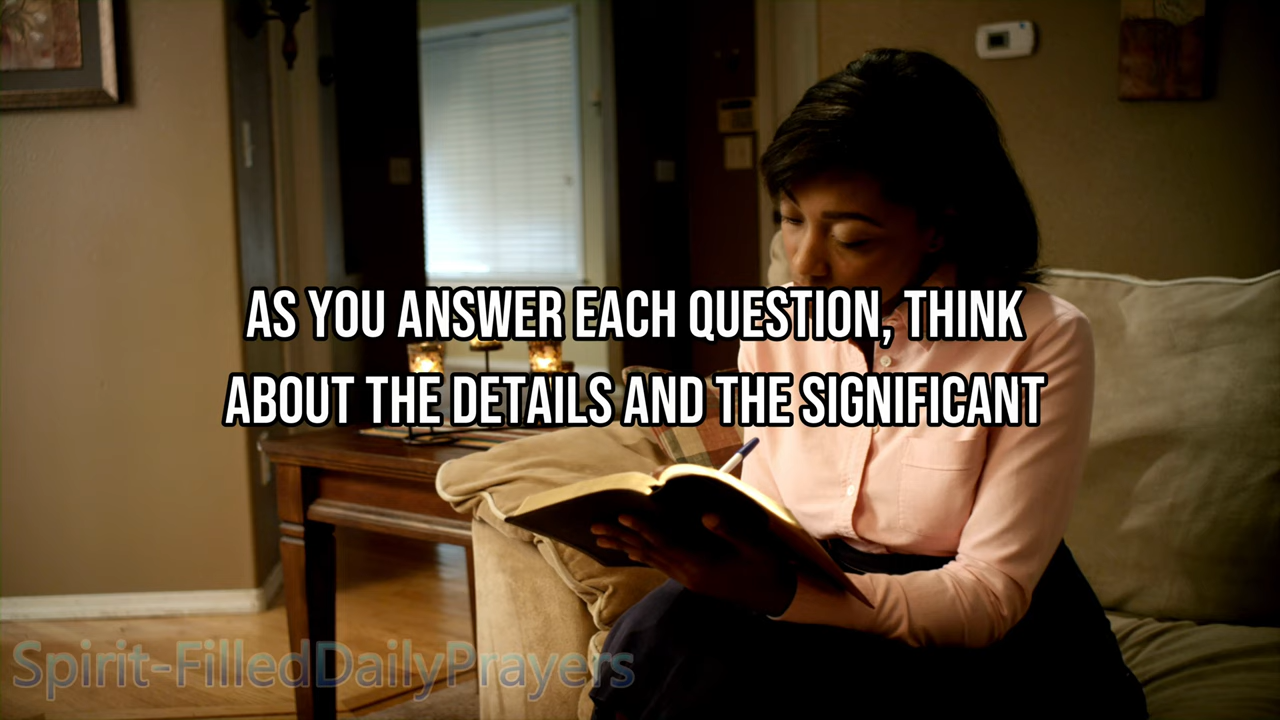 AS YOU ANSWER EACH QUESTION, THINK
ABOUT THE DETAILS AND THE SIGNIFICANT
Spirit-FilledDailyPrayers